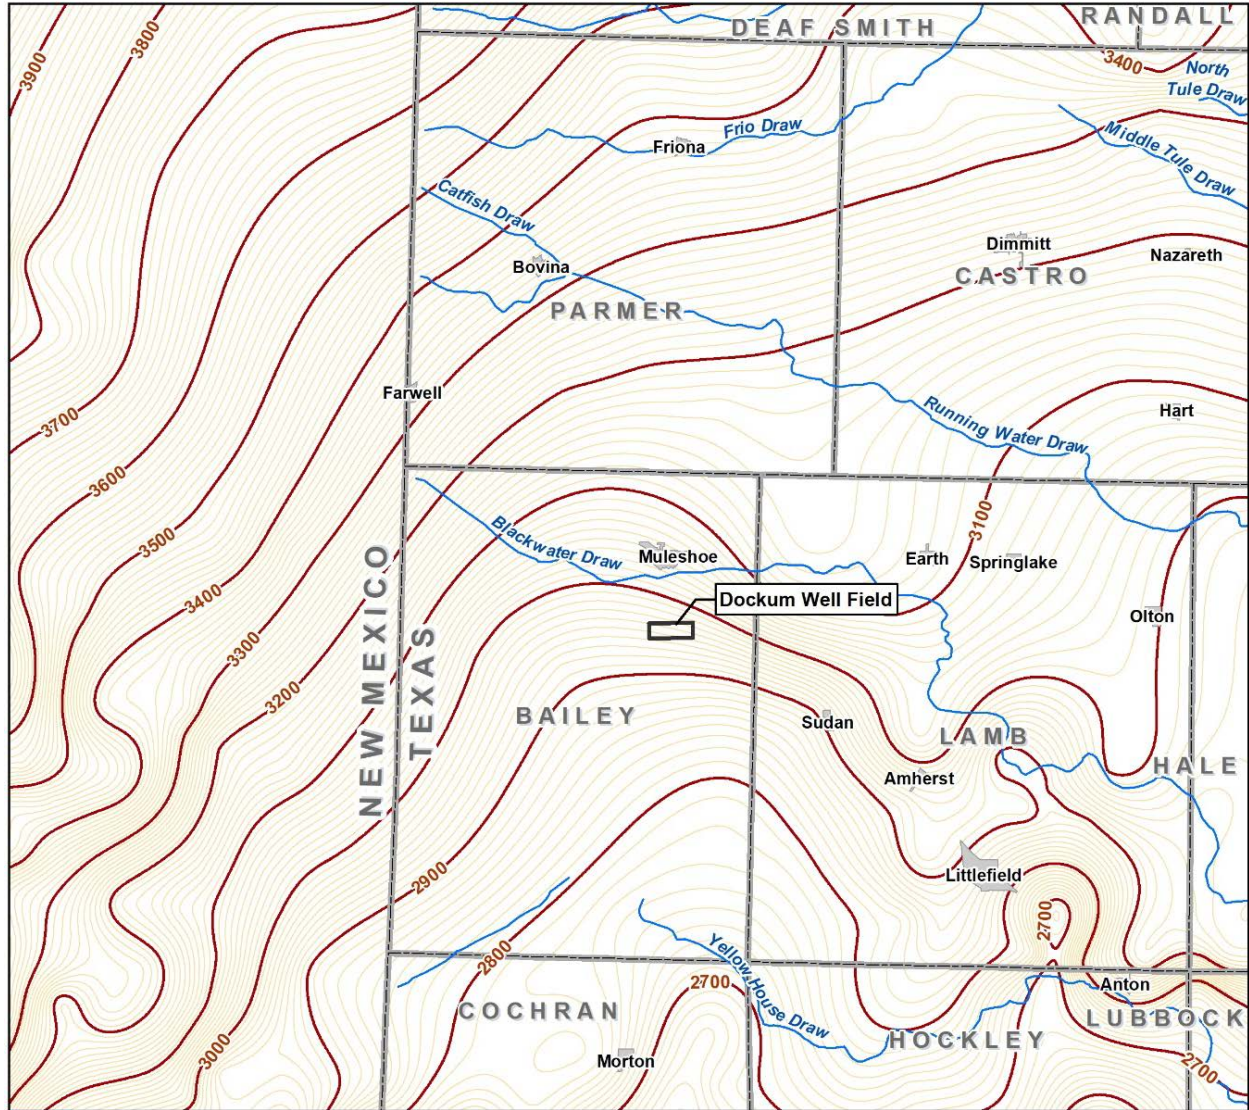 RANDALL
DEAF SMITH
3800
3900
3400
North
Tule Draw
Middle Tule Draw
Frio Draw
Friona
Catfish Draw
Bovina
Dimmitt
Nazareth
CASTRO
PARMER
Farwell
Running Water Draw
Hart
3700
3600
3500
3400
3300
3200
3100
Blackwater Draw
Muleshoe
Earth
Springlake
Dockum Well Field
Olton
NEW MEXICO
TEXAS
BAILEY
Sudan
LAMB
HALE
Amherst
2900
Littlefield
2700
2800
Yellow House Draw
2700
Anton
COCHRAN
HOCKLEY
LUBBOCK
3000
Morton
2700